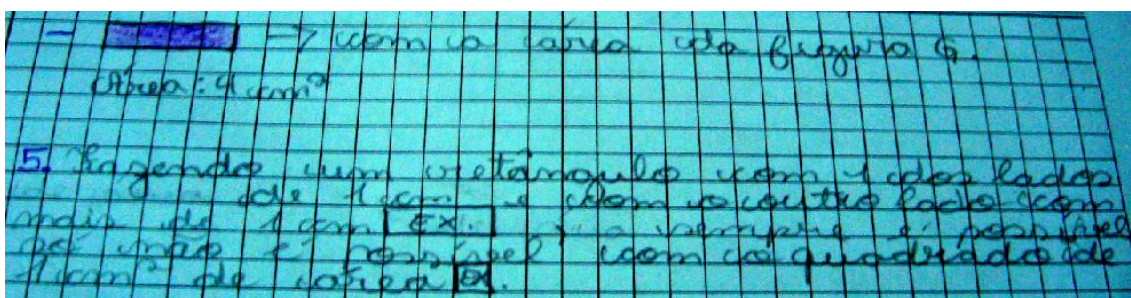 - → com a área da figura G.
Área: 4 cm²
5. Fazendo um retângulo com 1 dos lados
de 1 cm e com o outro lado com
mais de 1 cm Ex. sempre é possível
só não é possível com o quadrado de
1 cm² de área